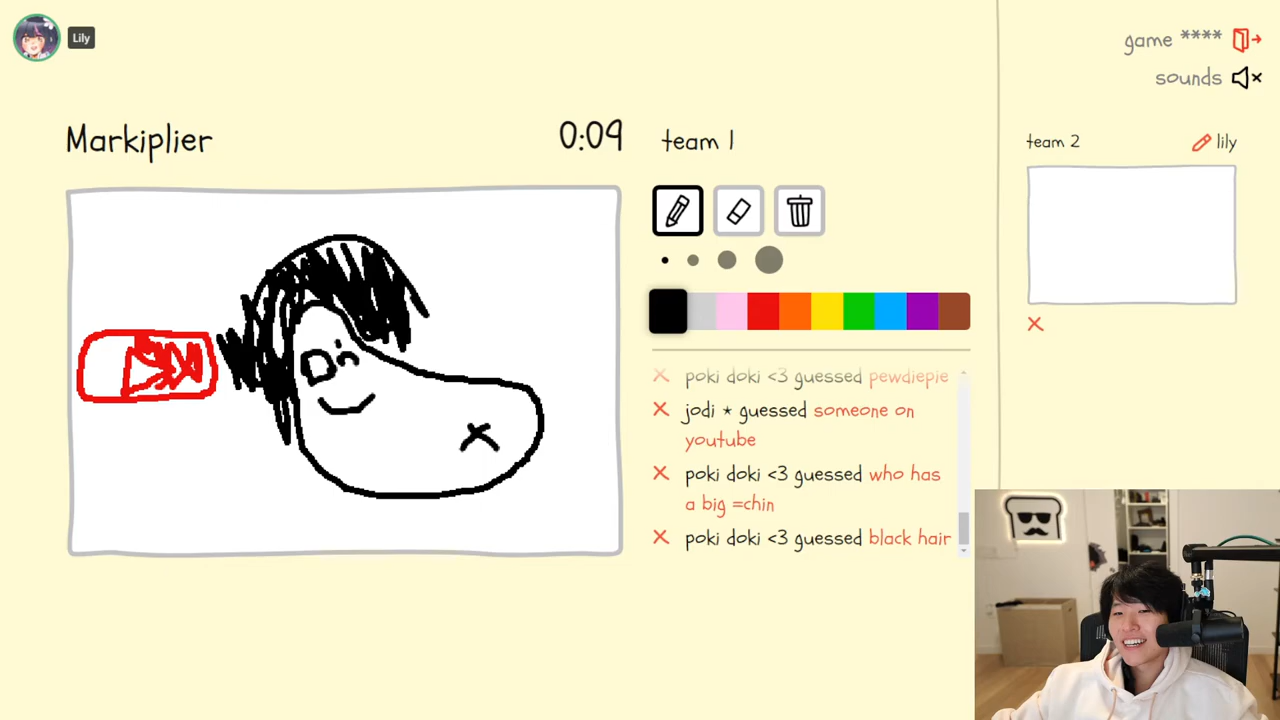 Lily
game ****
sounds
Markiplier
0:09
team 1
team 2
lily
poki doki <3 guessed pewdiepie
jodi ⋆ guessed someone on
youtube
poki doki <3 guessed who has
a big =chin
poki doki <3 guessed black hair